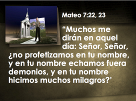 Mateo 7:22, 23
“Muchos me
dirán en aquel
día: Señor, Señor,
¿no profetizamos en tu nombre,
y en tu nombre echamos fuera
demonios, y en tu nombre
hicimos muchos milagros?”